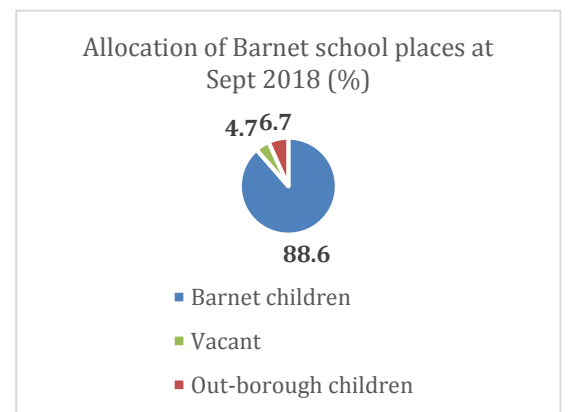 Allocation of Barnet school places at
Sept 2018 (%)
4.7 6.7
88.6
Barnet children
Vacant
Out-borough children